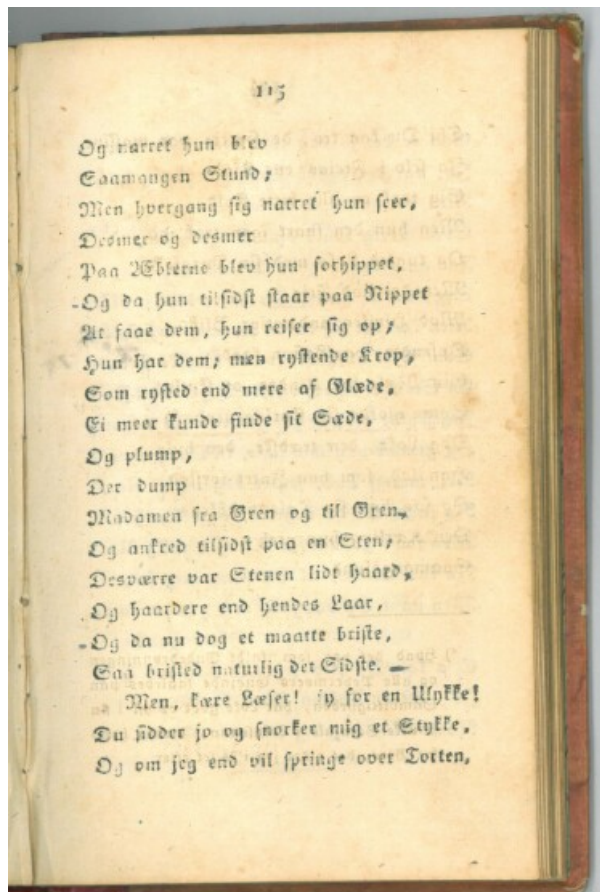 115
Og narret hun blev
Saamangen Stund;
Men hvergang sig narret hun seer,
Desmer og desmer
Paa Æblerne blev hun forhippet,
-Og da hun tilsidst staar paa Nippet
At faae dem, hun reiser sig op;
Hun har dem; men rystende Krop,
Som rysted end mere af Glæde,
Ei meer kunde finde sit Sæde,
Og plump,
Der dump
Madamen fra Green og til Green,
Og ankred tilsidst paa en Steen;
Desværre var Stenen lidt haard,
Og haardere end hendes Laar,
-Og da nu dog et maatte briste,
Saa bristed naturlig det Sidste. —
Men, kære Læser! fy for en Ulykke!
Du sidder jo og snorker mig et Stykke,
Og om jeg end vil springe over Torten,